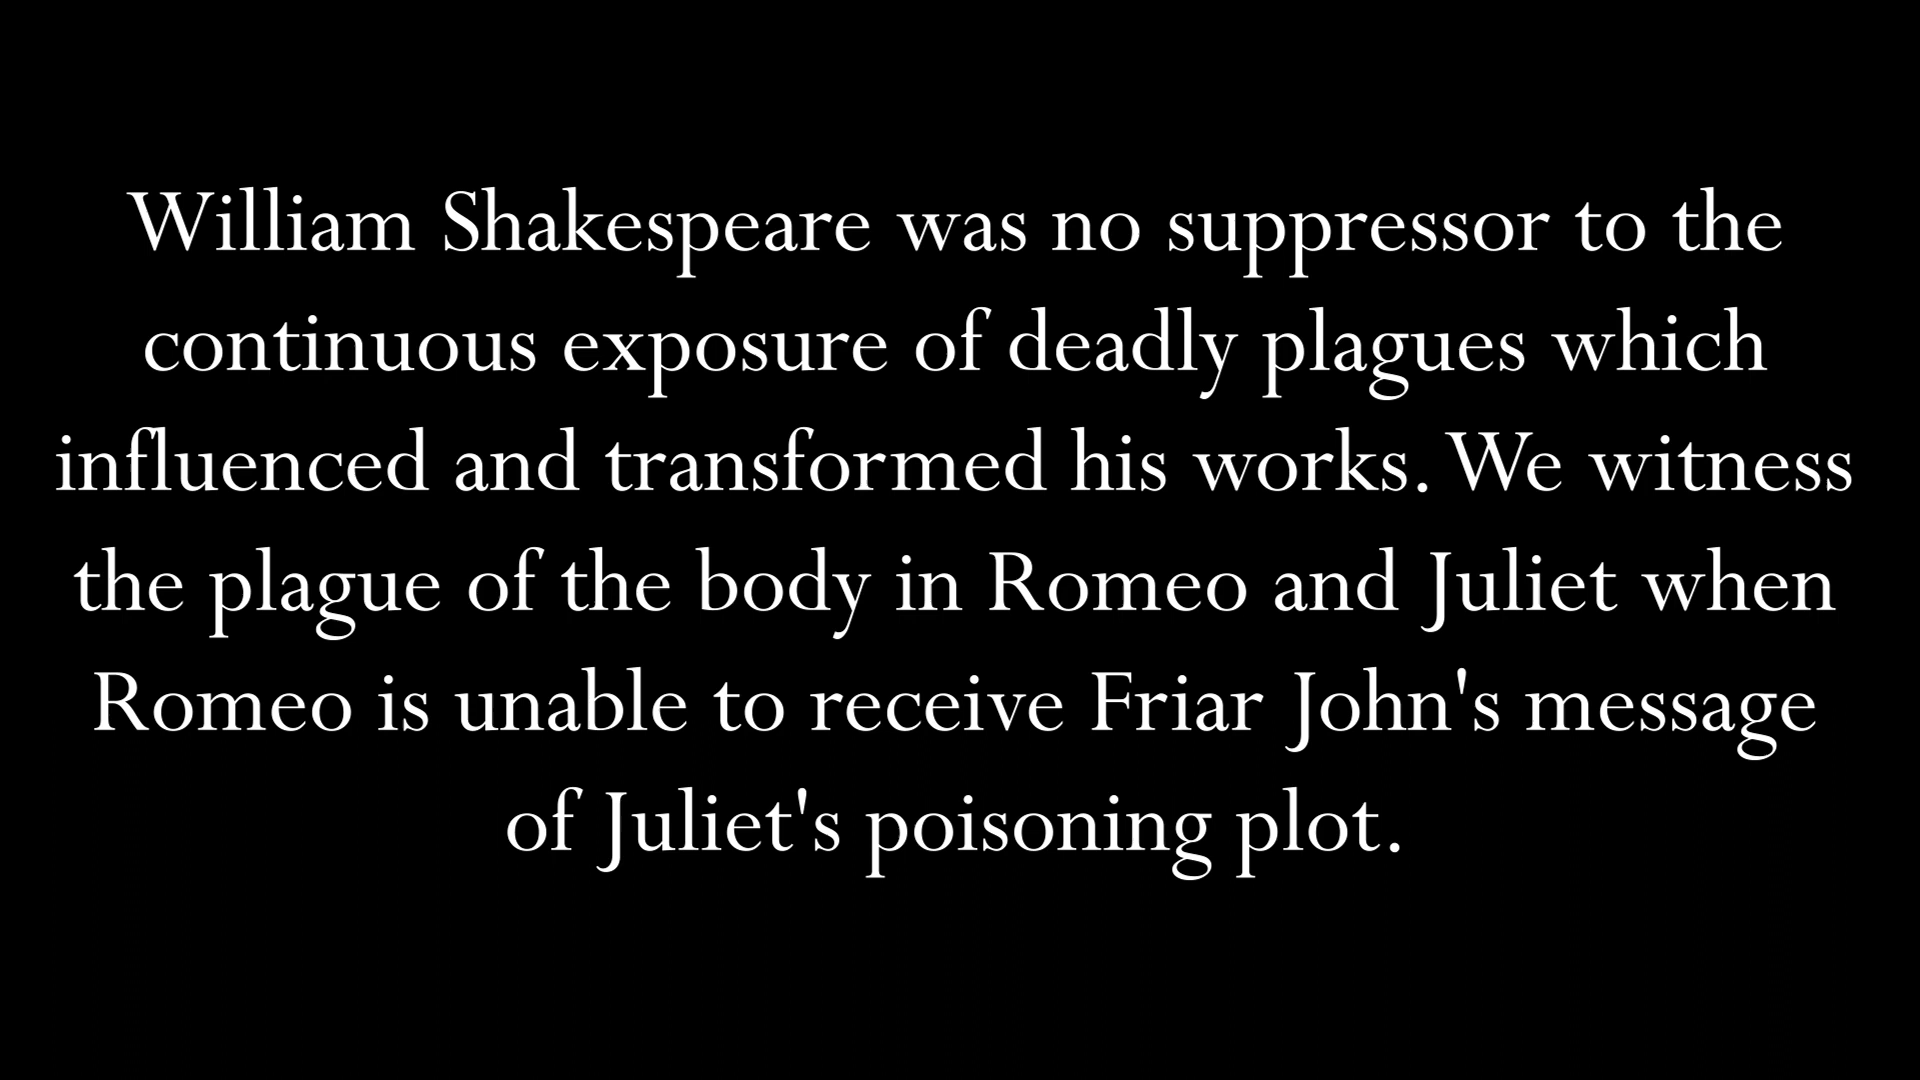 William Shakespeare was no suppressor to the
continuous exposure of deadly plagues which
influenced and transformed his works. We witness
the plague of the body in Romeo and Juliet when
Romeo is unable to receive Friar John's message
of Juliet's poisoning plot.